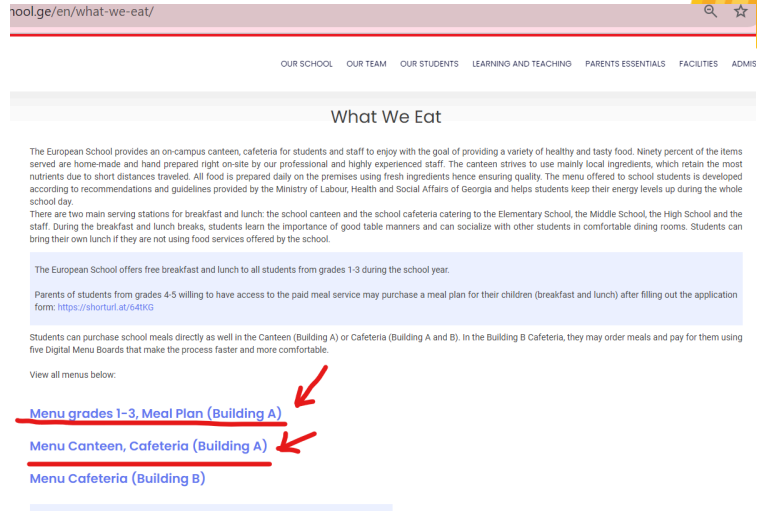 hool.ge/en/what-we-eat/
OUR SCHOOL OUR TEAM OUR STUDENTS LEARNING AND TEACHING PARENTS ESSENTIALS FACILITIES ADMIS
What We Eat
The European School provides an on-campus canteen, cafeteria for students and staff to enjoy with the goal of providing a variety of healthy and tasty food. Ninety percent of the items
served are home-made and hand prepared right on-site by our professional and highly experienced staff. The canteen strives to use mainly local ingredients, which retain the most
nutrients due to short distances traveled. All food is prepared daily on the premises using fresh ingredients hence ensuring quality. The menu offered to school students is developed
according to recommendations and guidelines provided by the Ministry of Labour, Health and Social Affairs of Georgia and helps students keep their energy levels up during the whole
school day.
There are two main serving stations for breakfast and lunch: the school canteen and the school cafeteria catering to the Elementary School, the Middle School, the High School and the
staff. During the breakfast and lunch breaks, students learn the importance of good table manners and can socialize with other students in comfortable dining rooms. Students can
bring their own lunch if they are not using food services offered by the school.
The European School offers free breakfast and lunch to all students from grades 1-3 during the school year.
Parents of students from grades 4-5 willing to have access to the paid meal service may purchase a meal plan for their children (breakfast and lunch) after filling out the application
form: https://shorturl.at/64tKG
Students can purchase school meals directly as well in the Canteen (Building A) or Cafeteria (Building A and B). In the Building B Cafeteria, they may order meals and pay for them using
five Digital Menu Boards that make the process faster and more comfortable.
View all menus below:
Menu grades 1-3, Meal Plan (Building A)
Menu Canteen, Cafeteria (Building A)
Menu Cafeteria (Building B)